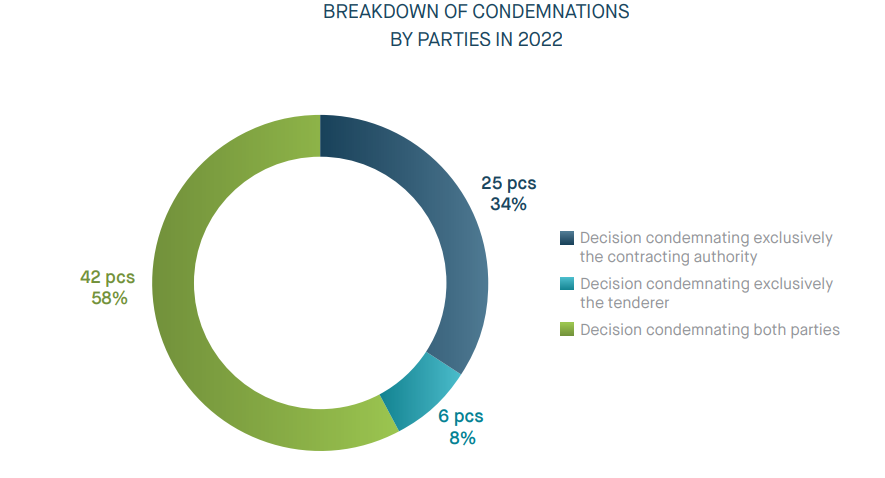 BREAKDOWN OF CONDEMNATIONS
BY PARTIES IN 2022
25 pcs
34%
Decision condemnating exclusively
the contracting authority
42 pcs
58%
Decision condemnating exclusively
the tenderer
Decision condemnating both parties
6 pcs
8%